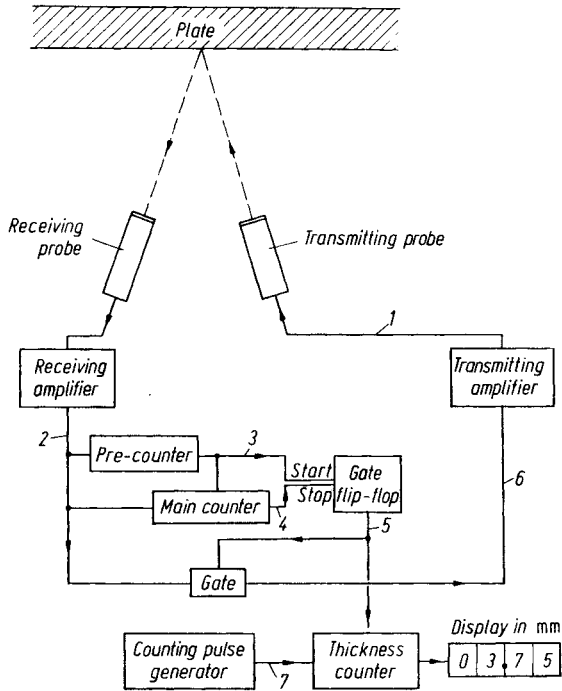 Plate
Receiving
probe
Transmitting probe
1
Receiving
amplifier
Transmitting
amplifier
2
Pre-counter
3
Start
Stop
Gate
flip-flop
6
Main counter
4
5
Gate
Display in mm
Counting pulse
generator
7
Thickness
counter
0 3.7 5